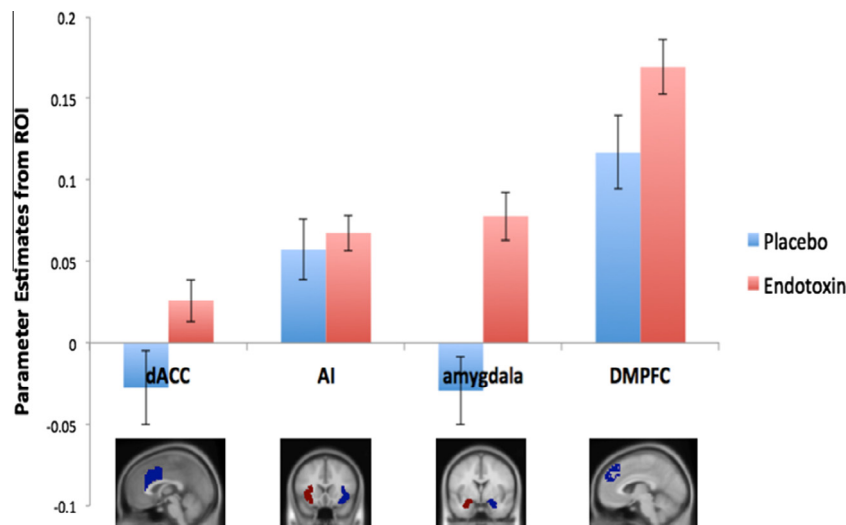 0.2
0.15
0.1
0.05
0
-0.05
-0.1
Parameter Estimates from ROI
dACC AI amygdala DMPFC
Placebo
Endotoxin